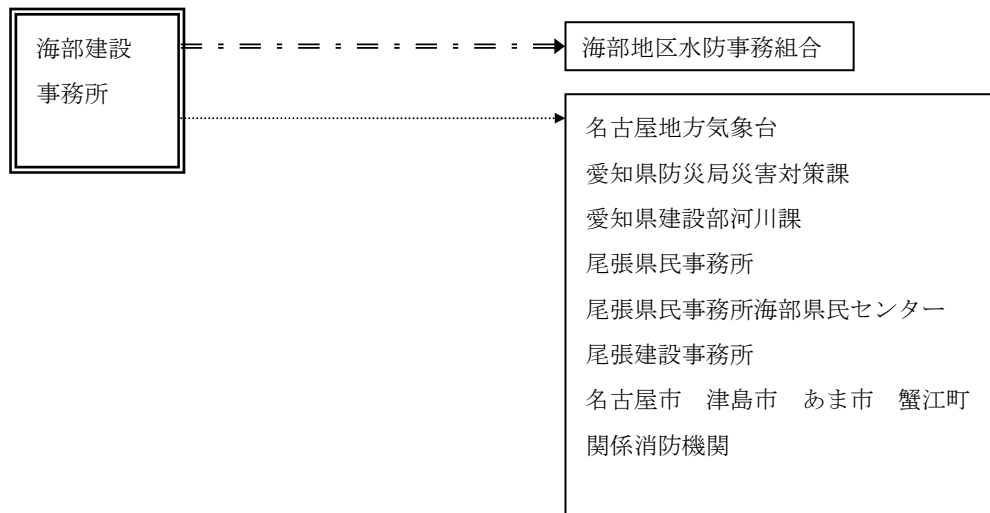 海部建設
事務所
海部地区水防事務組合
名古屋地方気象台
愛知県防災局災害対策課
愛知県建設部河川課
尾張県民事務所
尾張県民事務所海部県民センター
尾張建設事務所
名古屋市　津島市　あま市　蟹江町
関係消防機関